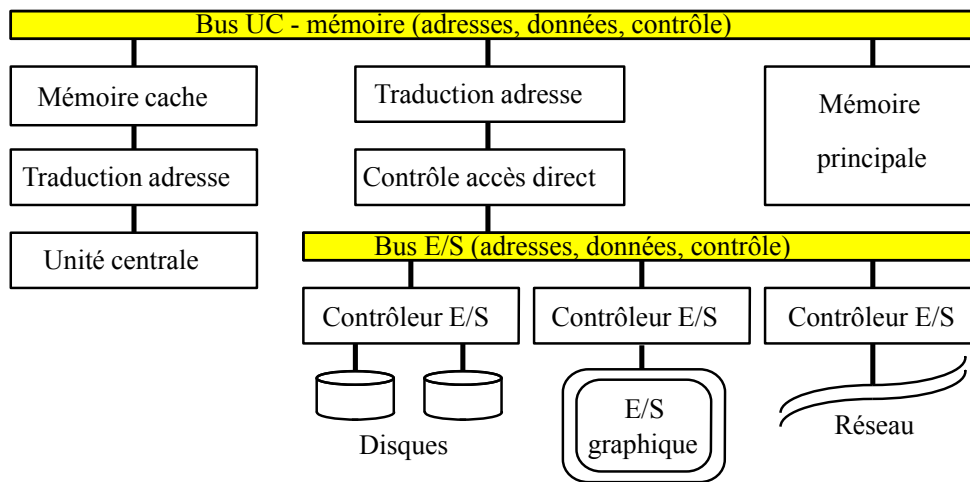 Bus UC - mémoire (adresses, données, contrôle)
Mémoire cache
Traduction adresse
Mémoire
principale
Traduction adresse
Contrôle accès direct
Unité centrale
Bus E/S (adresses, données, contrôle)
Contrôleur E/S
Contrôleur E/S
Contrôleur E/S
E/S
graphique
Disques
Réseau